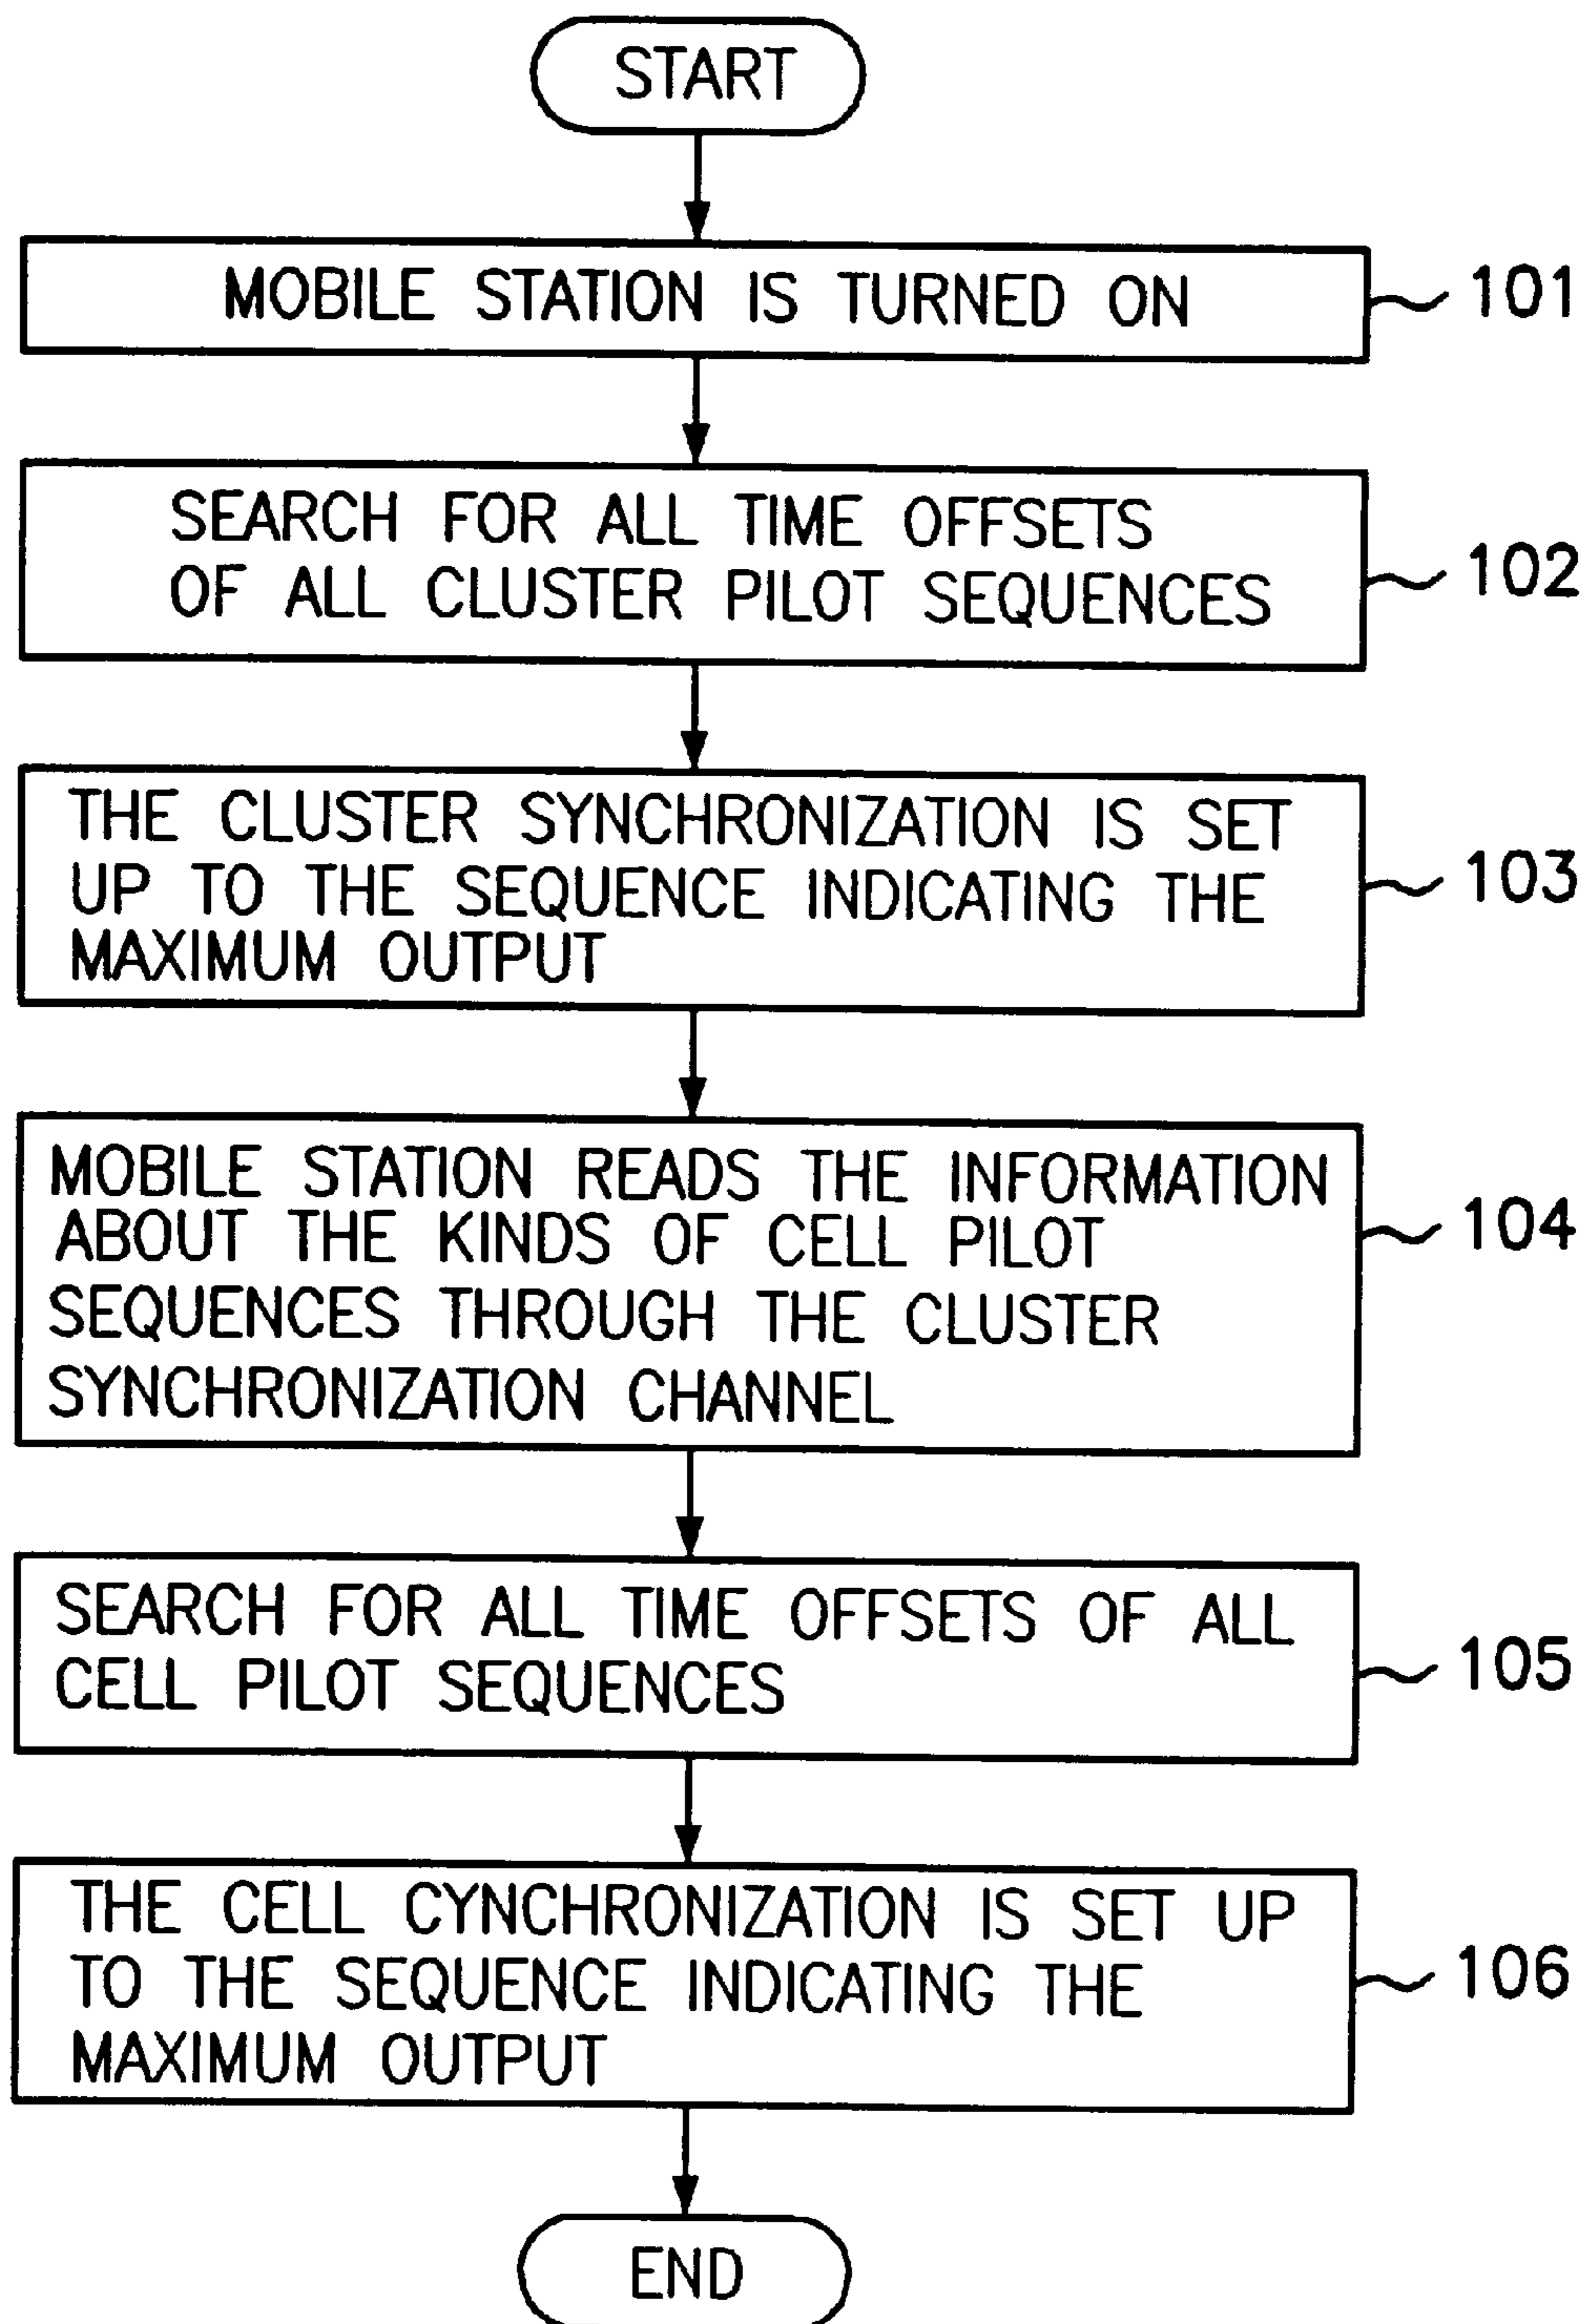 START
MOBILE STATION IS TURNED ON
101
SEARCH FOR ALL TIME OFFSETS
OF ALL CLUSTER PILOT SEQUENCES
102
THE CLUSTER SYNCHRONIZATION IS SET
UP TO THE SEQUENCE INDICATING THE
MAXIMUM OUTPUT
103
MOBILE STATION READS THE INFORMATION
ABOUT THE KINDS OF CELL PILOT
SEQUENCES THROUGH THE CLUSTER
SYNCHRONIZATION CHANNEL
104
SEARCH FOR ALL TIME OFFSETS OF ALL
CELL PILOT SEQUENCES
105
THE CELL CYNCHRONIZATION IS SET UP
TO THE SEQUENCE INDICATING THE
MAXIMUM OUTPUT
106
END